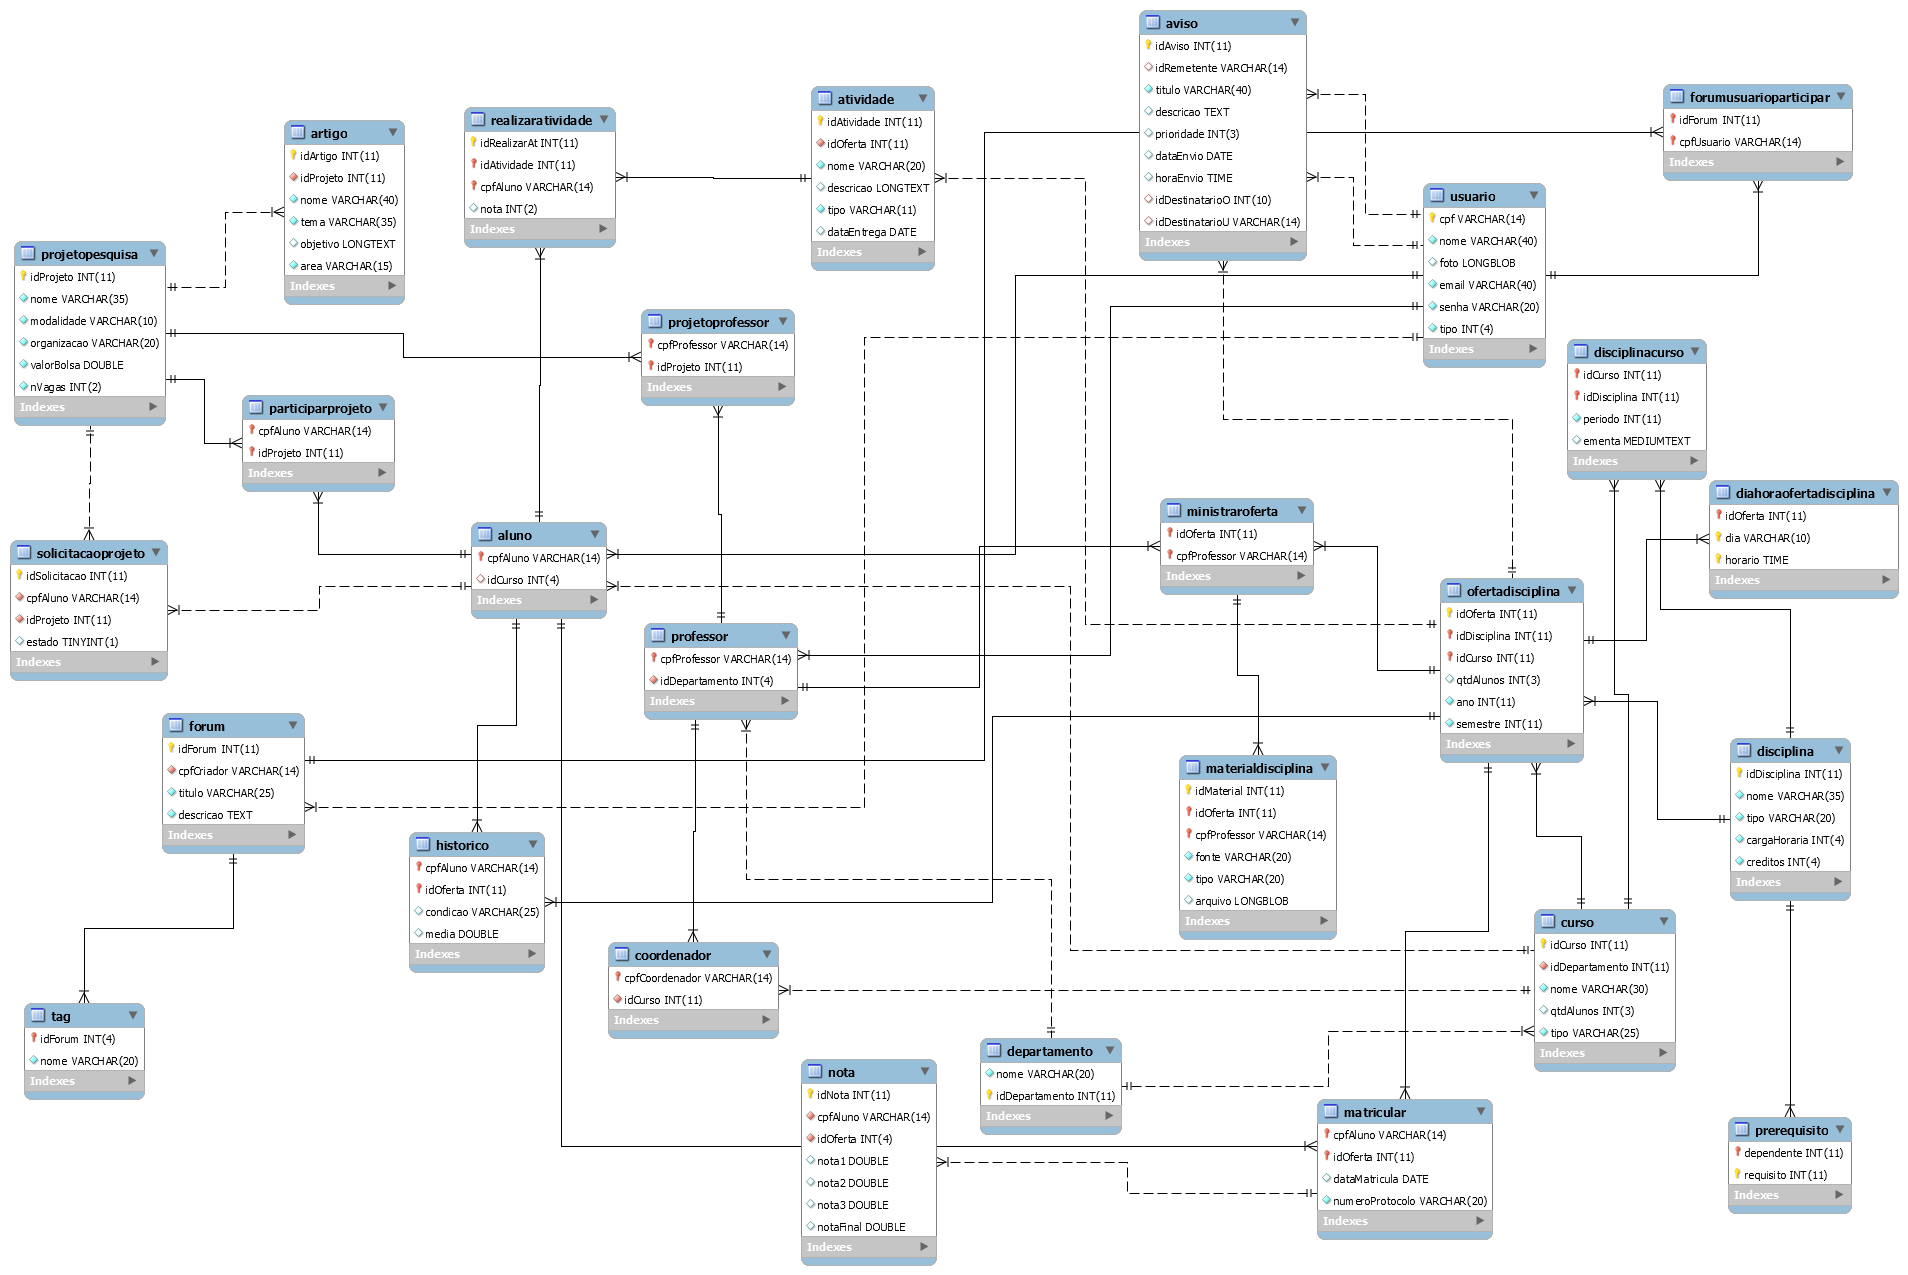 aviso
idAviso INT(11)
idRemetente VARCHAR(14)
titulo VARCHAR(40)
descricao TEXT
prioridade INT(3)
dataEnvio DATE
horaEnvio TIME
idDestinatarioO INT(10)
idDestinatarioU VARCHAR(14)
Indexes
forumusuarioparticipar
idForum INT(11)
cpfUsuario VARCHAR(14)
Indexes
atividade
idAtividade INT(11)
idOferta INT(11)
nome VARCHAR(20)
descricao LONGTEXT
tipo VARCHAR(11)
dataEntrega DATE
Indexes
realizaratividade
idRealizarAt INT(11)
idAtividade INT(11)
cpfAluno VARCHAR(14)
nota INT(2)
Indexes
artigo
idArtigo INT(11)
idProjeto INT(11)
nome VARCHAR(40)
tema VARCHAR(35)
objetivo LONGTEXT
area VARCHAR(15)
Indexes
usuario
cpf VARCHAR(14)
nome VARCHAR(40)
foto LONGBLOB
email VARCHAR(40)
senha VARCHAR(20)
tipo INT(4)
Indexes
projetopesquisa
idProjeto INT(11)
nome VARCHAR(35)
modalidade VARCHAR(10)
organizacao VARCHAR(20)
valorBolsa DOUBLE
nVagas INT(2)
Indexes
projetoprofessor
cpfProfessor VARCHAR(14)
idProjeto INT(11)
Indexes
disciplinacurso
idCurso INT(11)
idDisciplina INT(11)
periodo INT(11)
ementa MEDIUMTEXT
Indexes
participarprojeto
cpfAluno VARCHAR(14)
idProjeto INT(11)
Indexes
diahoraofertadisciplina
idOferta INT(11)
dia VARCHAR(10)
horario TIME
Indexes
ministraroferta
idOferta INT(11)
cpfProfessor VARCHAR(14)
Indexes
aluno
cpfAluno VARCHAR(14)
idCurso INT(4)
Indexes
solicitacaoprojeto
idSolicitacao INT(11)
cpfAluno VARCHAR(14)
idProjeto INT(11)
estado TINYINT(1)
Indexes
ofertadisciplina
idOferta INT(11)
idDisciplina INT(11)
idCurso INT(11)
qtdAlunos INT(3)
ano INT(11)
semestre INT(11)
Indexes
professor
cpfProfessor VARCHAR(14)
idDepartamento INT(4)
Indexes
forum
idForum INT(11)
cpfCriador VARCHAR(14)
titulo VARCHAR(25)
descricao TEXT
Indexes
disciplina
idDisciplina INT(11)
nome VARCHAR(35)
tipo VARCHAR(20)
cargaHoraria INT(4)
creditos INT(4)
Indexes
materialdisciplina
idMaterial INT(11)
idOferta INT(11)
cpfProfessor VARCHAR(14)
fonte VARCHAR(20)
tipo VARCHAR(20)
arquivo LONGBLOB
Indexes
historico
cpfAluno VARCHAR(14)
idOferta INT(11)
condicao VARCHAR(25)
media DOUBLE
Indexes
curso
idCurso INT(11)
idDepartamento INT(11)
nome VARCHAR(30)
qtdAlunos INT(3)
tipo VARCHAR(25)
Indexes
coordenador
cpfCoordenador VARCHAR(14)
idCurso INT(11)
Indexes
tag
idForum INT(4)
nome VARCHAR(20)
Indexes
departamento
nome VARCHAR(20)
idDepartamento INT(11)
Indexes
nota
idNota INT(11)
cpfAluno VARCHAR(14)
idOferta INT(4)
nota1 DOUBLE
nota2 DOUBLE
nota3 DOUBLE
notaFinal DOUBLE
Indexes
matricular
cpfAluno VARCHAR(14)
idOferta INT(11)
dataMatricula DATE
numeroProtocolo VARCHAR(20)
Indexes
prerequisito
dependente INT(11)
requisito INT(11)
Indexes